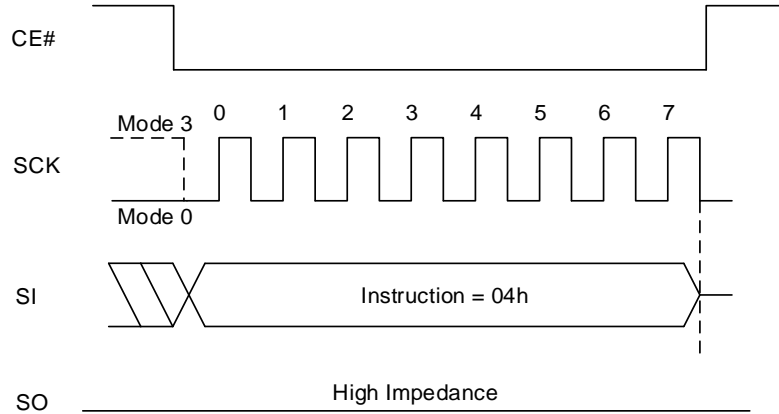 CE#
0 1 2 3 4 5 6 7
Mode 3
SCK
Mode 0
SI
Instruction = 04h
High Impedance
SO